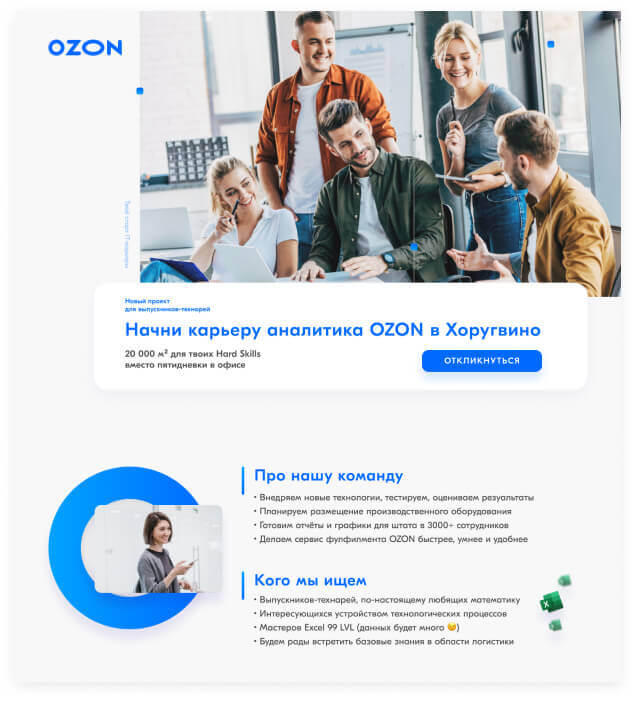 OZON
Твой старт IT-карьеры
Новый проект
для выпускников-технарей
Начни карьеру аналитика OZON в Хоругвино
20 000 м² для твоих Hard Skills
вместо пятидневки в офисе
ОТКЛИКНУТЬСЯ
Про нашу команду
• Внедряем новые технологии, тестируем, оцениваем результаты
• Планируем размещение производственного оборудования
• Готовим отчёты и графики для штата в 3000+ сотрудников
• Делаем сервис фулфилмента OZON быстрее, умнее и удобнее
Кого мы ищем
• Выпускников-технарей, по-настоящему любящих математику
• Интересующихся устройством технологических процессов
• Мастеров Excel 99 LVL (данных будет много 😉)
• Будем рады встретить базовые знания в области логистики
X